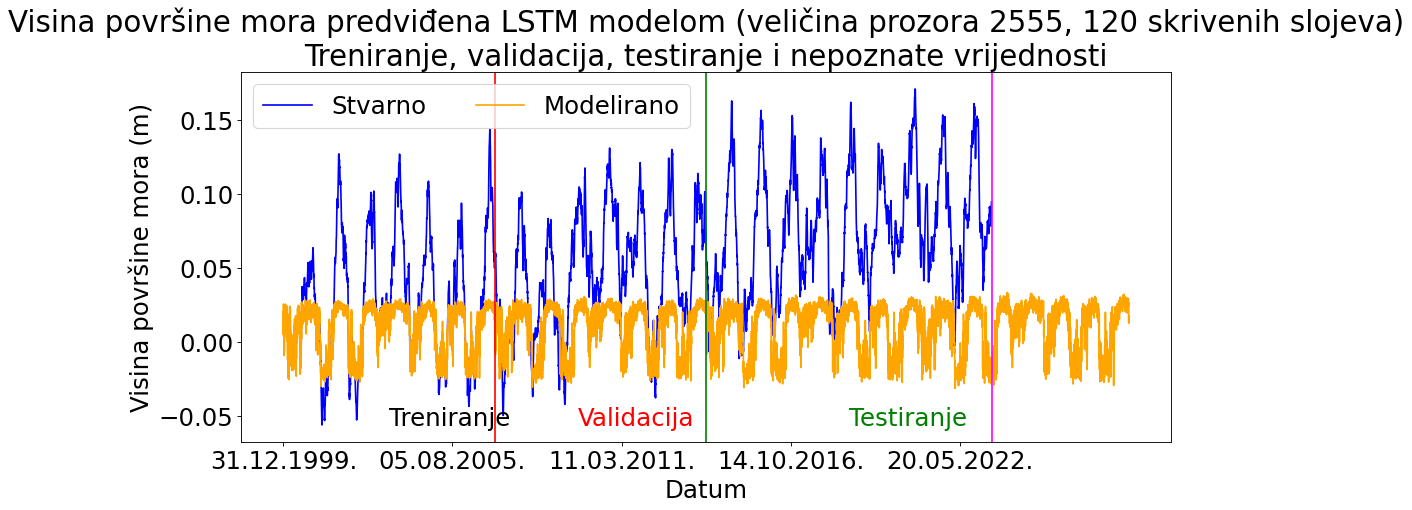 Visina površine mora predviđena LSTM modelom (veličina prozora 2555, 120 skrivenih slojeva)
Treniranje, validacija, testiranje i nepoznate vrijednosti
Stvarno Modelirano
Visina površine mora (m)
0.15
0.10
0.05
0.00
−0.05
Treniranje Validacija Testiranje
31.12.1999. 05.08.2005. 11.03.2011. 14.10.2016. 20.05.2022.
Datum